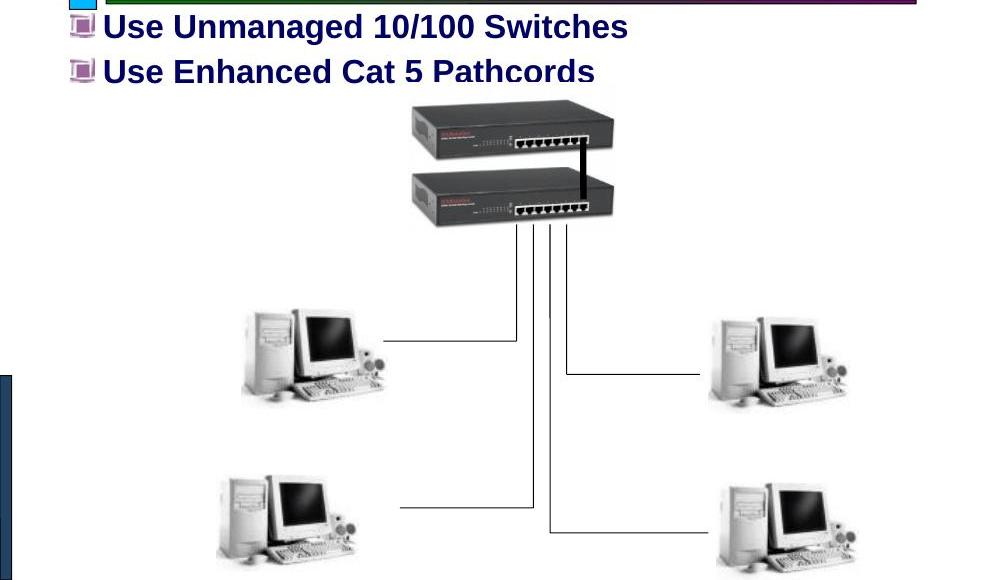 Use Unmanaged 10/100 Switches
Use Enhanced Cat 5 Pathcords